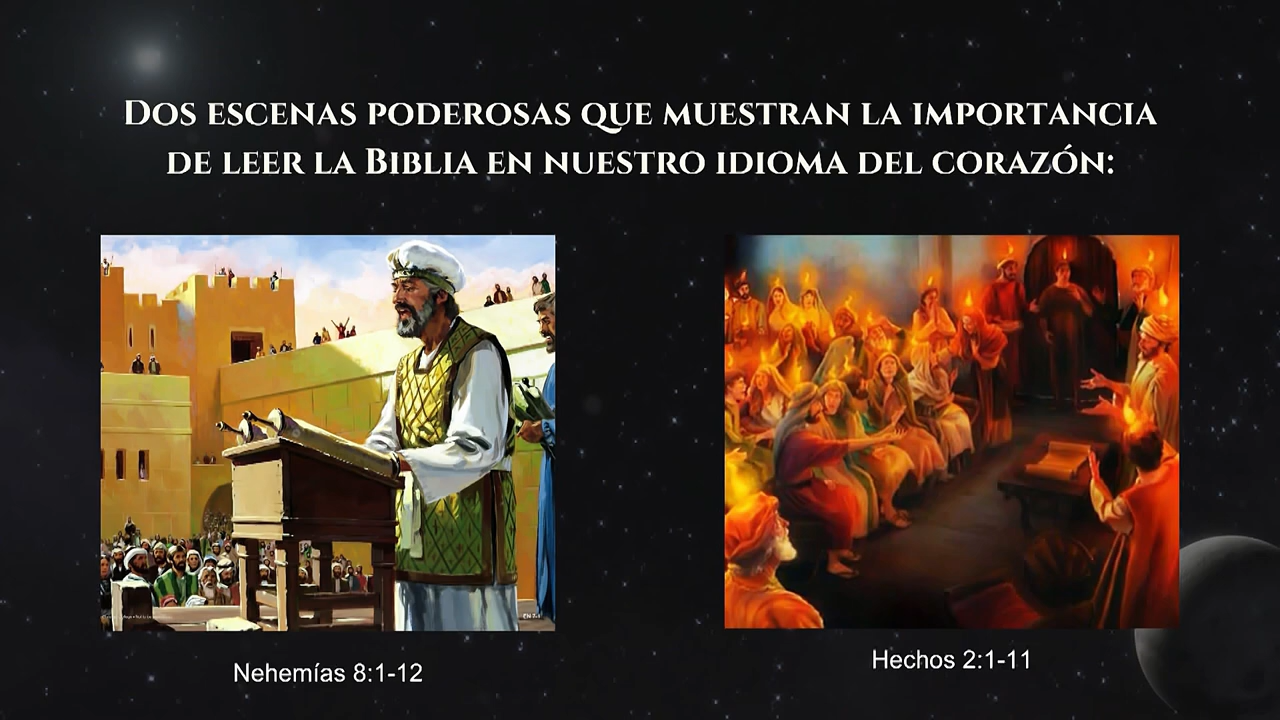 Dos escenas poderosas que muestran la importancia
de leer la Biblia en nuestro idioma del corazón:
Nehemías 8:1-12
Hechos 2:1-11